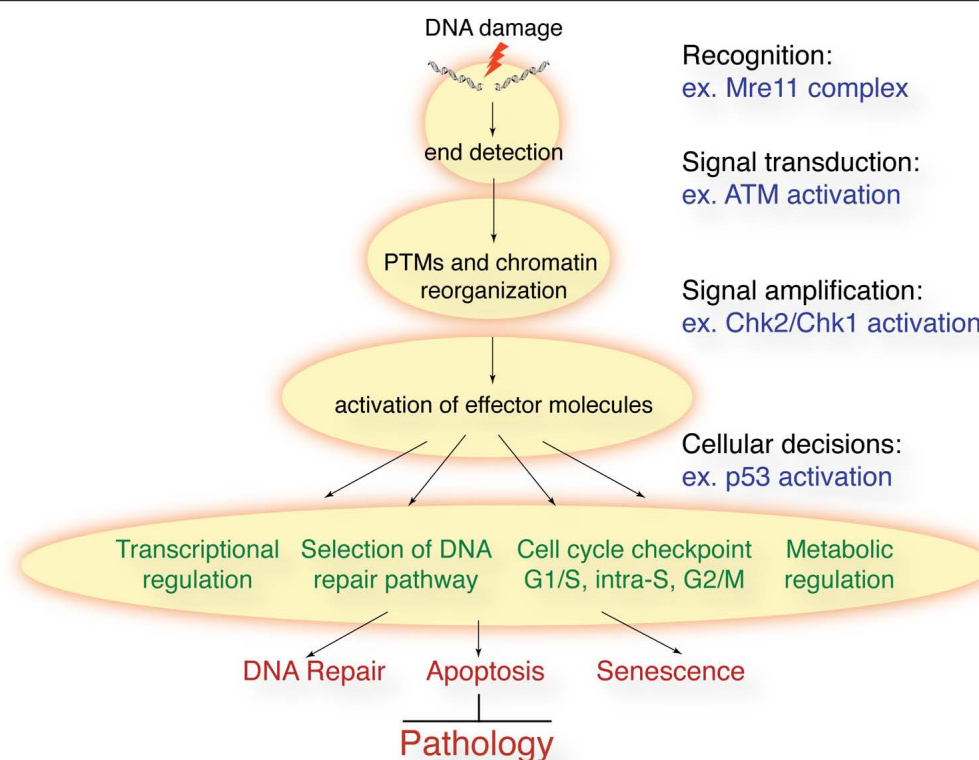 DNA damage
Recognition:
ex. Mre11 complex
end detection
Signal transduction:
ex. ATM activation
PTMs and chromatin
reorganization
Signal amplification:
ex. Chk2/Chk1 activation
activation of effector molecules
Cellular decisions:
ex. p53 activation
Transcriptional
regulation
Selection of DNA
repair pathway
Cell cycle checkpoint
G1/S, intra-S, G2/M
Metabolic
regulation
DNA Repair
Apoptosis
Senescence
Pathology